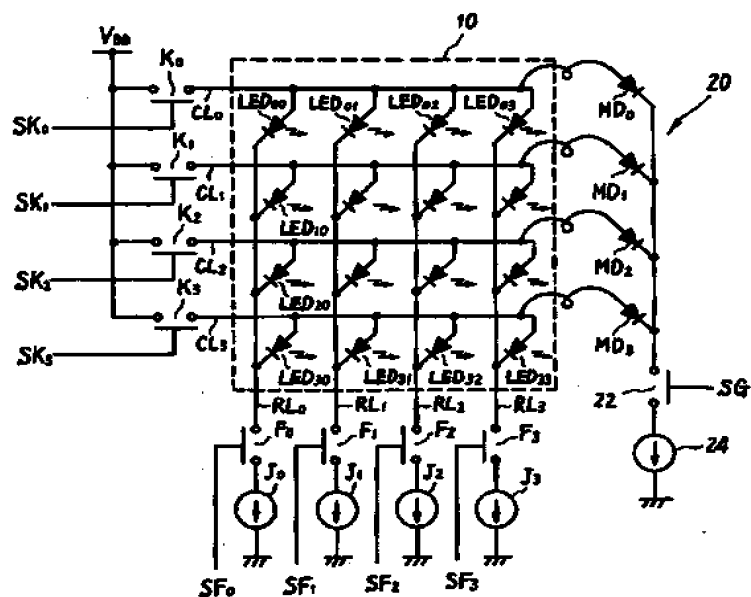 10
V_DD
K₀
20
LED₀₀ LED₀₁ LED₀₂ LED₀₃
MD₀
CL₀
SK₀
K₁
MD₁
CL₁
SK₁
LED₁₀
K₂
MD₂
CL₂
SK₂
LED₂₀
K₃
MD₃
CL₃
SK₃
LED₃₀ LED₃₁ LED₃₂ LED₃₃
RL₀ RL₁ RL₂ RL₃
22
SG
F₀ F₁ F₂ F₃
24
J₀ J₁ J₂ J₃
SF₀ SF₁ SF₂ SF₃